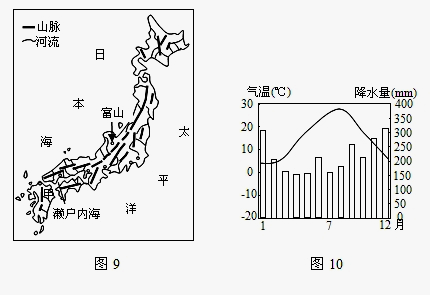 山脉
河流
日
本
海
富山
太
平
洋
濑户内海
甲
图 9
气温(℃) 降水量(mm)
30 400
20 350
10 300
0 250
-10 200
-20 150
100
50
0
1 7 12 月
图 10